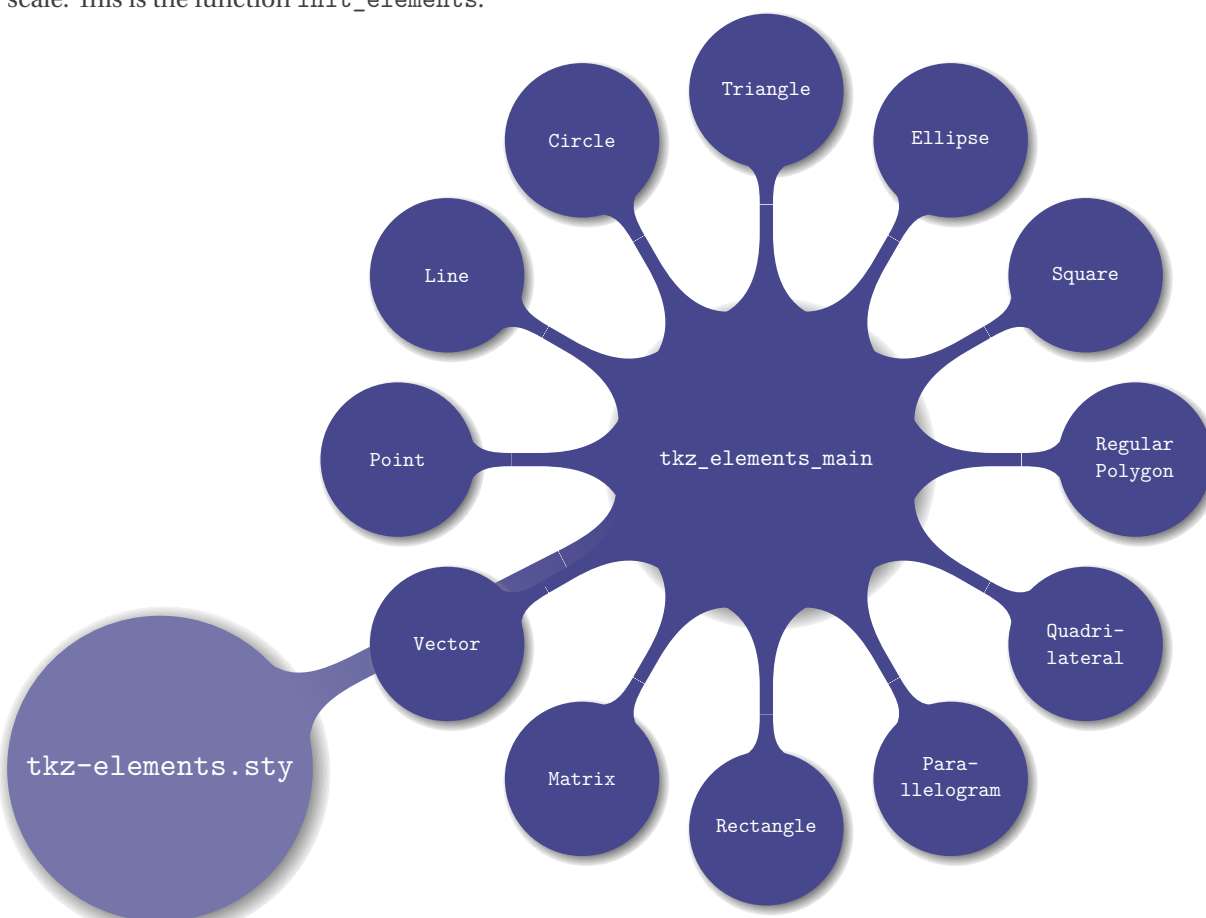 scale. This is the function init_elements.
Triangle
Circle
Ellipse
Line
Square
Point
tkz_elements_main
Regular
Polygon
Vector
Quadri-
lateral
tkz-elements.sty
Matrix
Para-
llelogram
Rectangle